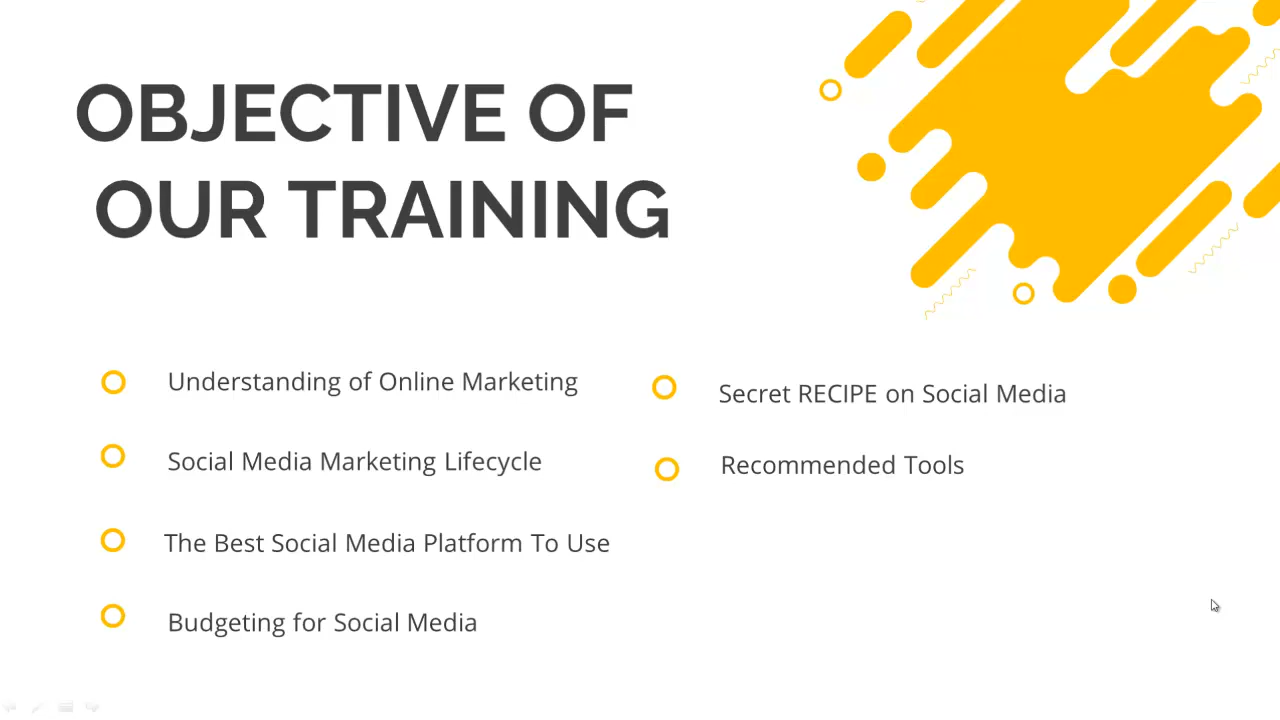 OBJECTIVE OF
OUR TRAINING
Understanding of Online Marketing
Social Media Marketing Lifecycle
The Best Social Media Platform To Use
Budgeting for Social Media
Secret RECIPE on Social Media
Recommended Tools